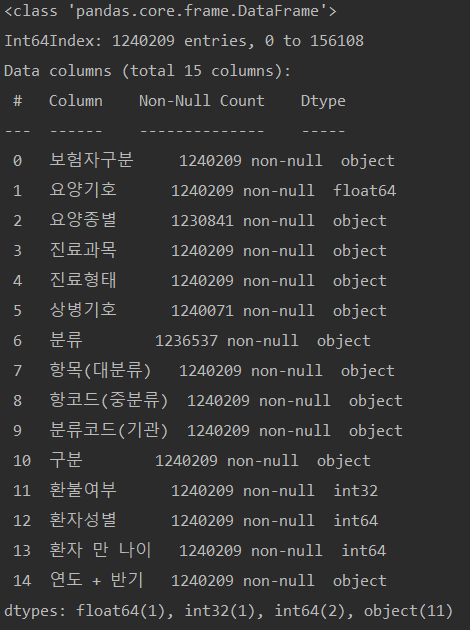 <class 'pandas.core.frame.DataFrame'>
Int64Index: 1240209 entries, 0 to 156108
Data columns (total 15 columns):
 #   Column    Non-Null Count    Dtype
---  ------    --------------    -----
 0   보험자구분     1240209 non-null  object
 1   요양기호      1240209 non-null  float64
 2   요양종별      1230841 non-null  object
 3   진료과목      1240209 non-null  object
 4   진료형태      1240209 non-null  object
 5   상병기호      1240071 non-null  object
 6   분류        1236537 non-null  object
 7   항목(대분류)   1240209 non-null  object
 8   항코드(중분류)  1240209 non-null  object
 9   분류코드(기관)  1240209 non-null  object
 10  구분        1240209 non-null  object
 11  환불여부      1240209 non-null  int32
 12  환자성별      1240209 non-null  int64
 13  환자 만 나이   1240209 non-null  int64
 14  연도 + 반기   1240209 non-null  object
dtypes: float64(1), int32(1), int64(2), object(11)